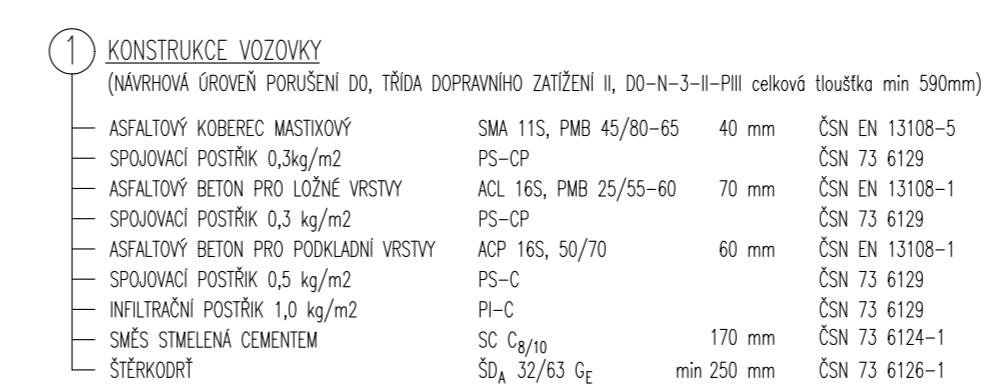 1 KONSTRUKCE VOZOVKY
(NÁVRHOVÁ ÚROVEŇ PORUŠENÍ D0, TŘÍDA DOPRAVNÍHO ZATÍŽENÍ II, D0-N-3-II-PIII celková tloušťka min 590mm)
ASFALTOVÝ KOBEREC MASTIXOVÝ SMA 11S, PMB 45/80-65 40 mm ČSN EN 13108-5
SPOJOVACÍ POSTŘIK 0,3kg/m2 PS-CP ČSN 73 6129
ASFALTOVÝ BETON PRO LOŽNÉ VRSTVY ACL 16S, PMB 25/55-60 70 mm ČSN EN 13108-1
SPOJOVACÍ POSTŘIK 0,3 kg/m2 PS-CP ČSN 73 6129
ASFALTOVÝ BETON PRO PODKLADNÍ VRSTVY ACP 16S, 50/70 60 mm ČSN EN 13108-1
SPOJOVACÍ POSTŘIK 0,5 kg/m2 PS-C ČSN 73 6129
INFILTRAČNÍ POSTŘIK 1,0 kg/m2 PI-C ČSN 73 6129
SMĚS STMELENÁ CEMENTEM SC C8/10 170 mm ČSN 73 6124-1
ŠTĚRKODRŤ ŠDA 32/63 GE min 250 mm ČSN 73 6126-1